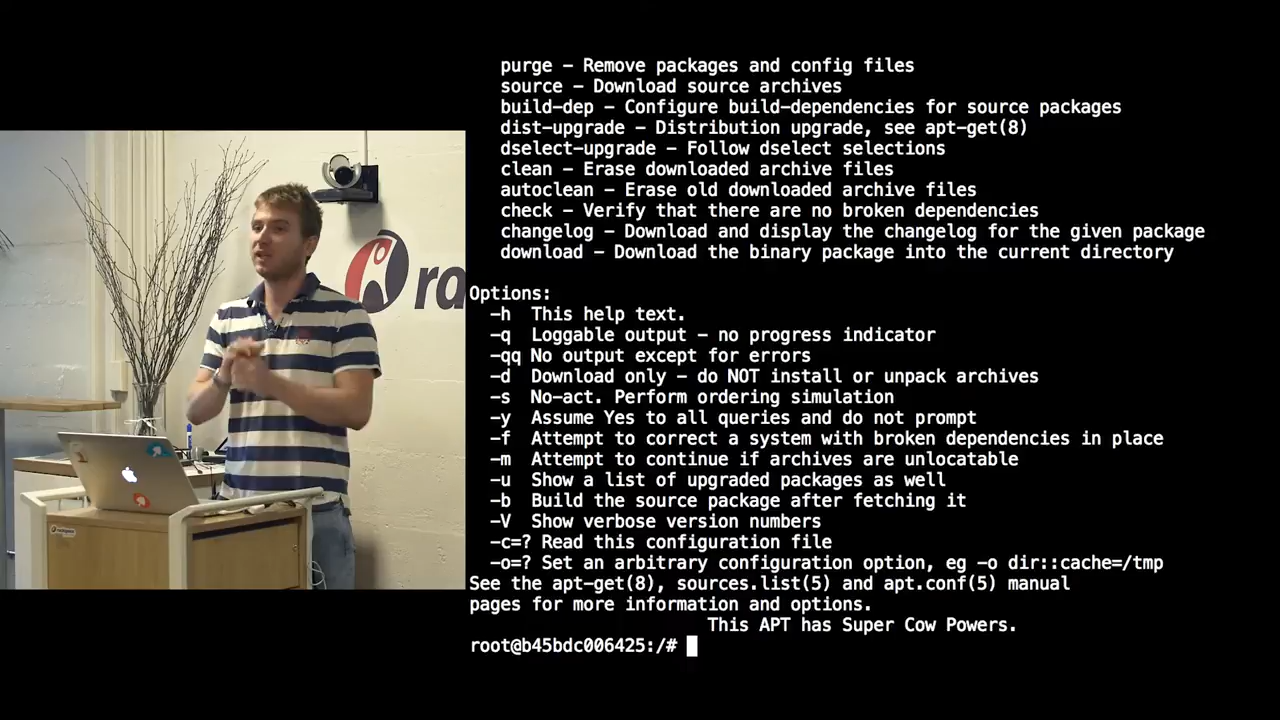 purge - Remove packages and config files
source - Download source archives
build-dep - Configure build-dependencies for source packages
dist-upgrade - Distribution upgrade, see apt-get(8)
dselect-upgrade - Follow dselect selections
clean - Erase downloaded archive files
autoclean - Erase old downloaded archive files
check - Verify that there are no broken dependencies
changelog - Download and display the changelog for the given package
download - Download the binary package into the current directory
Options:
-h This help text.
-q Loggable output - no progress indicator
-qq No output except for errors
-d Download only - do NOT install or unpack archives
-s No-act. Perform ordering simulation
-y Assume Yes to all queries and do not prompt
-f Attempt to correct a system with broken dependencies in place
-m Attempt to continue if archives are unlocatable
-u Show a list of upgraded packages as well
-b Build the source package after fetching it
-V Show verbose version numbers
-c=? Read this configuration file
-o=? Set an arbitrary configuration option, eg -o dir::cache=/tmp
See the apt-get(8), sources.list(5) and apt.conf(5) manual
pages for more information and options.
This APT has Super Cow Powers.
root@b45bdc006425:/#
ra